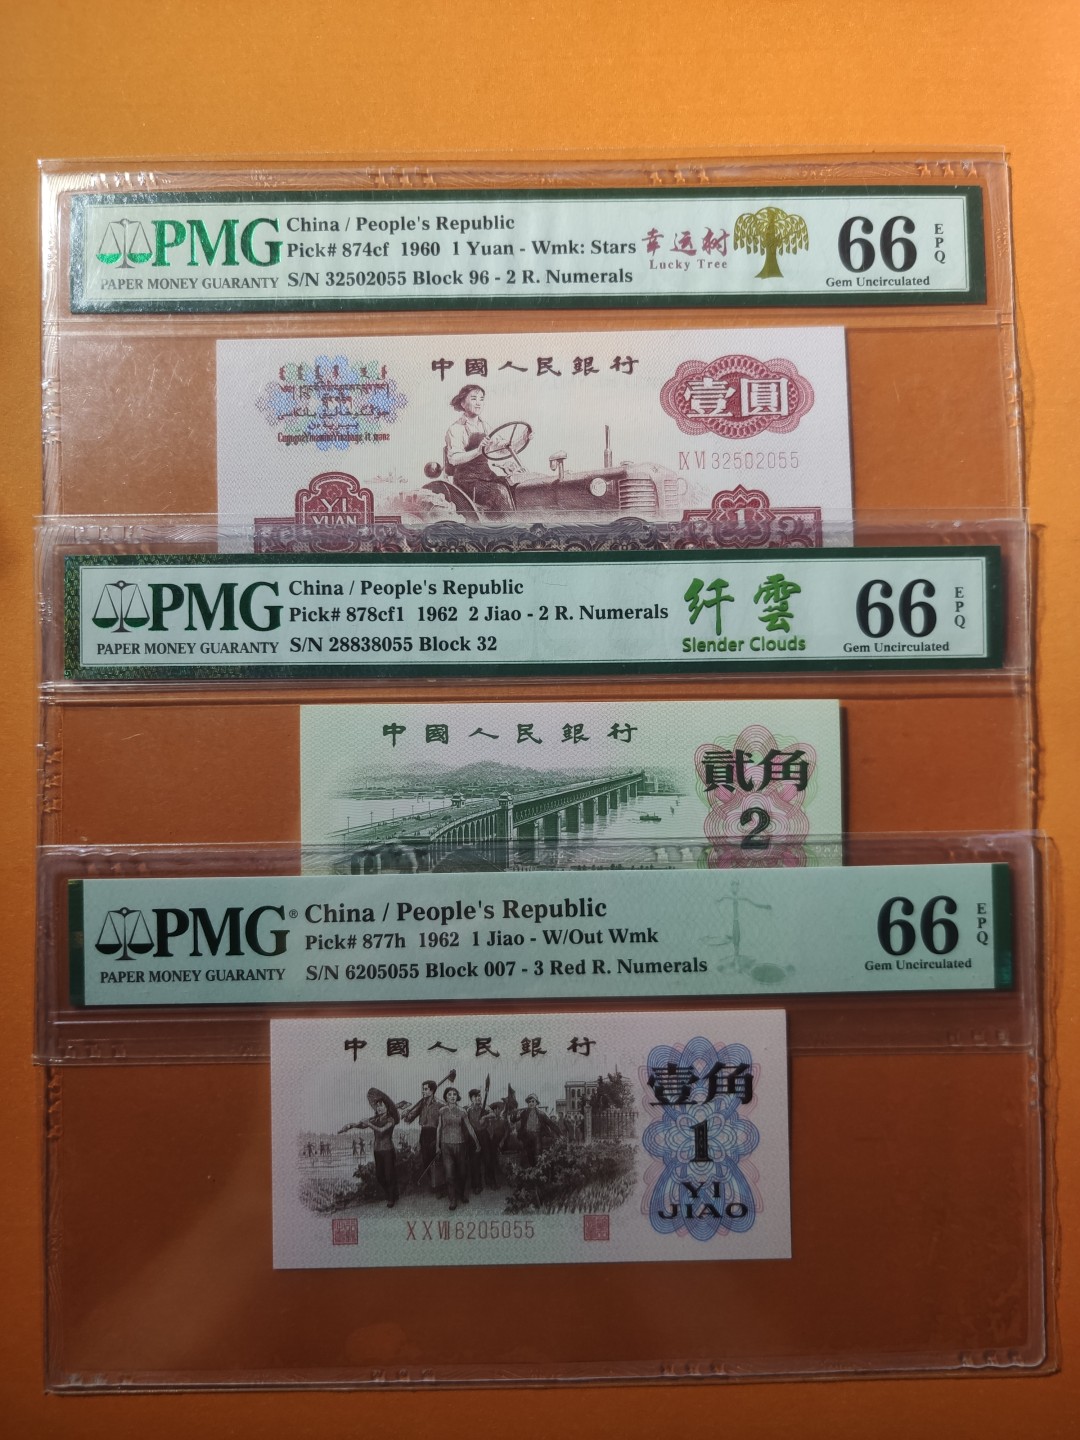 PMG
PAPER MONEY GUARANTY
China / People's Republic
Pick# 874cf 1960 1 Yuan - Wmk: Stars
S/N 32502055 Block 96 - 2 R. Numerals
幸运树
Lucky Tree
66
EPQ
Gem Uncirculated
中國人民銀行
壹圓
Ⅸ Ⅵ 32502055
YI
YUAN
1
PMG
PAPER MONEY GUARANTY
China / People's Republic
Pick# 878cf1 1962 2 Jiao - 2 R. Numerals
S/N 28838055 Block 32
纤雲
Slender Clouds
66
EPQ
Gem Uncirculated
中國人民銀行
貳角
2
PMG®
PAPER MONEY GUARANTY
China / People's Republic
Pick# 877h 1962 1 Jiao - W/Out Wmk
S/N 6205055 Block 007 - 3 Red R. Numerals
66
EPQ
Gem Uncirculated
中國人民銀行
壹角
1
YI
JIAO
Ⅹ Ⅹ Ⅶ 6205055